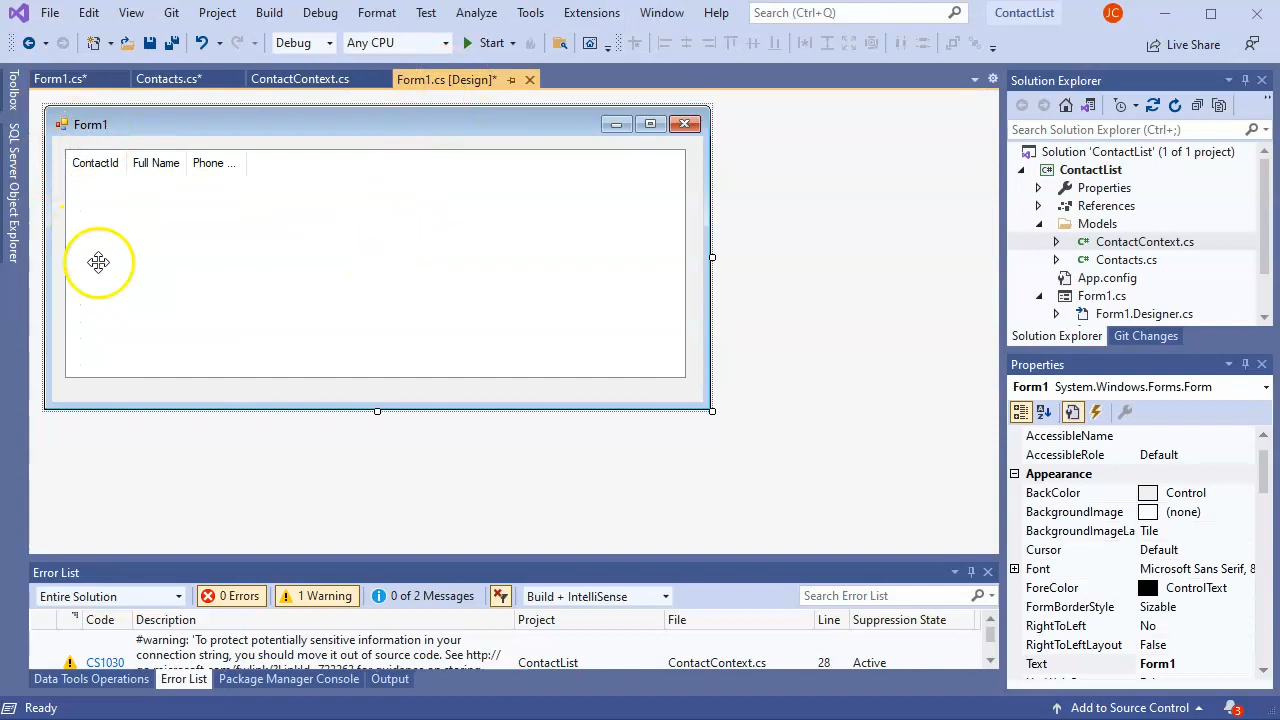 File Edit View Git Project Build Debug Format Test Analyze Tools Extensions Window Help Search (Ctrl+Q) ContactList JC
Debug Any CPU Start Live Share
Form1.cs* Contacts.cs* ContactContext.cs Form1.cs [Design]*
Toolbox
SQL Server Object Explorer
Form1
ContactId Full Name Phone ...
Solution Explorer
Search Solution Explorer (Ctrl+;)
Solution 'ContactList' (1 of 1 project)
ContactList
Properties
References
Models
C# ContactContext.cs
C# Contacts.cs
App.config
Form1.cs
Form1.Designer.cs
Solution Explorer Git Changes
Properties
Form1 System.Windows.Forms.Form
AccessibleName
AccessibleRole Default
Appearance
BackColor Control
BackgroundImage (none)
BackgroundImageLa Tile
Cursor Default
Font Microsoft Sans Serif, 8
ForeColor ControlText
FormBorderStyle Sizable
RightToLeft No
RightToLeftLayout False
Text Form1
Error List
Entire Solution 0 Errors 1 Warning 0 of 2 Messages Build + IntelliSense Search Error List
Code Description Project File Line Suppression State
#warning: 'To protect potentially sensitive information in your
connection string, you should move it out of source code. See http://
CS1030 ContactList ContactContext.cs 28 Active
Data Tools Operations Error List Package Manager Console Output
Ready Add to Source Control 3